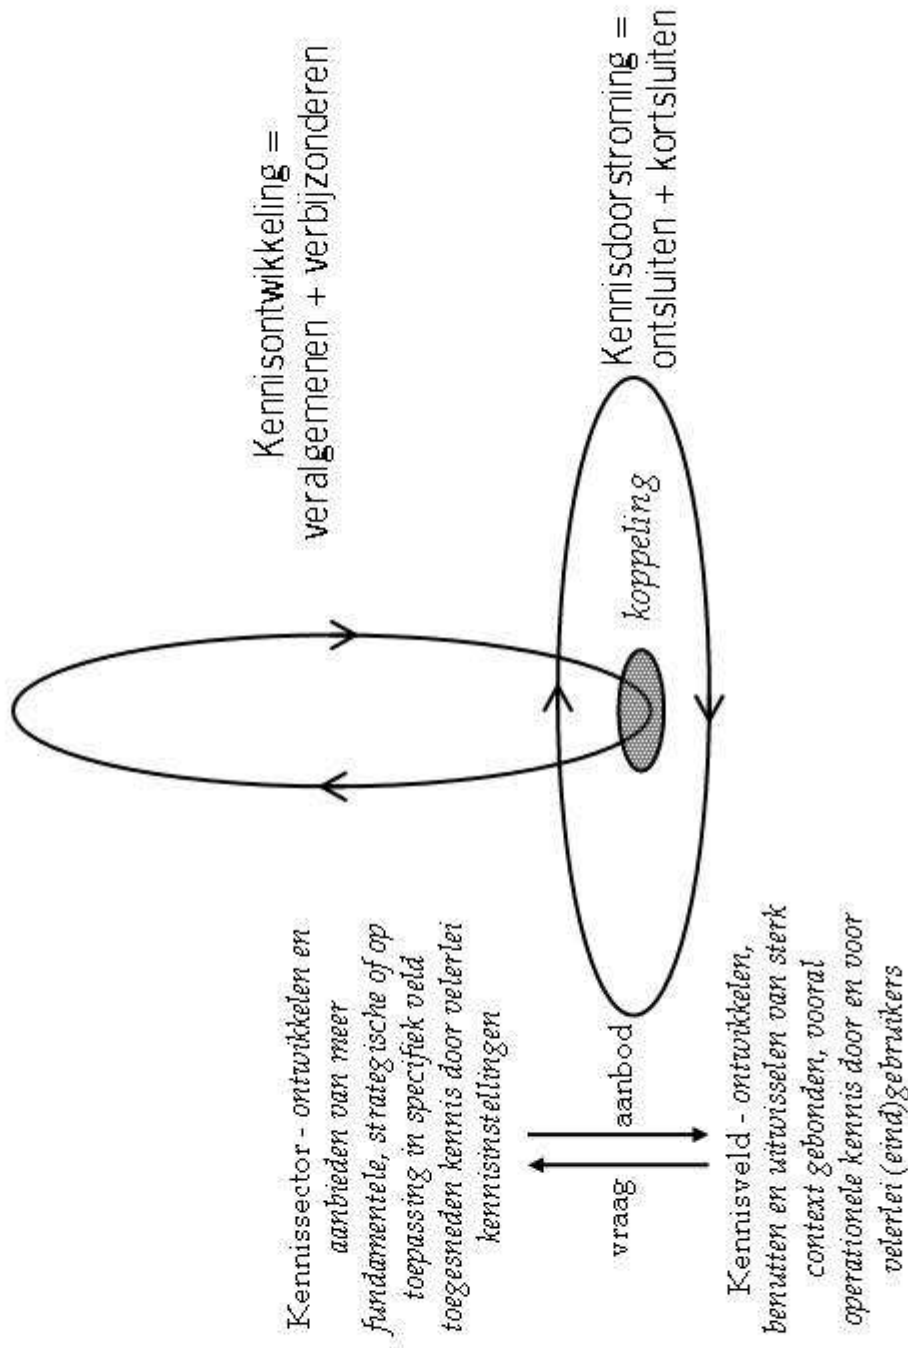 Kennissector - ontwikkelen en
aanbieden van meer
fundamentele, strategische of op
toepassing in specifiek veld
toegesneden kennis door velerlei
kennisinstellingen
vraag
aanbod
Kennisveld - ontwikkelen,
benutten en uitwisselen van sterk
context gebonden, vooral
operationele kennis door en voor
velerlei (eind)gebruikers
koppeling
Kennisontwikkeling =
veralgemenen + verbijzonderen
Kennisdoorstroming =
ontsluiten + kortsluiten